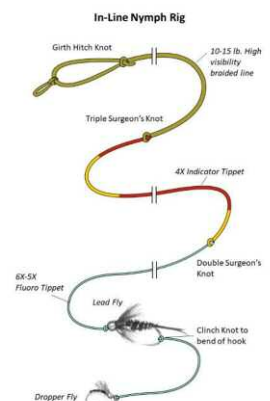 In-Line Nymph Rig
Girth Hitch Knot
10-15 lb. High
visibility
braided line
Triple Surgeon's Knot
4X Indicator Tippet
Double Surgeon's
Knot
6X-5X
Fluoro Tippet
Lead Fly
Clinch Knot to
bend of hook
Dropper Fly